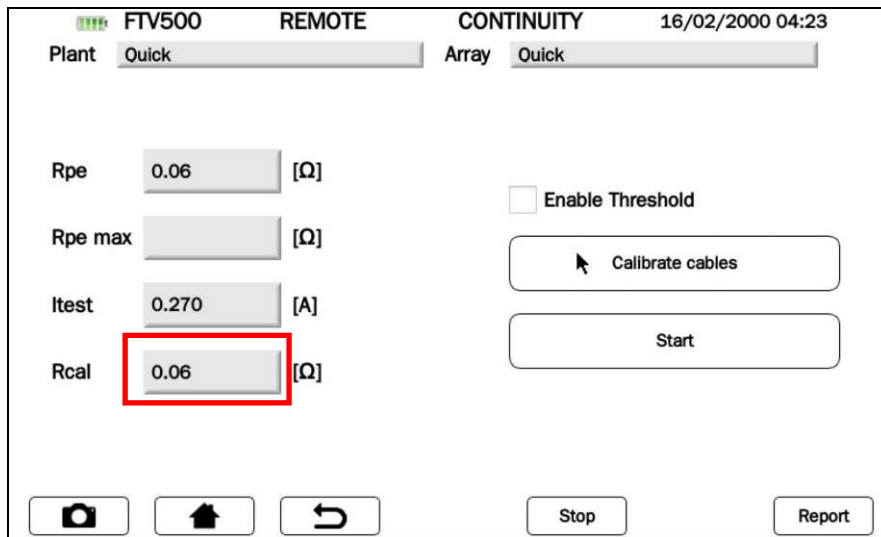 FTV500 REMOTE CONTINUITY 16/02/2000 04:23
Plant Quick Array Quick
Rpe 0.06 [Ω]
Enable Threshold
Rpe max [Ω]
Calibrate cables
Itest 0.270 [A]
Start
Rcal 0.06 [Ω]
Stop Report